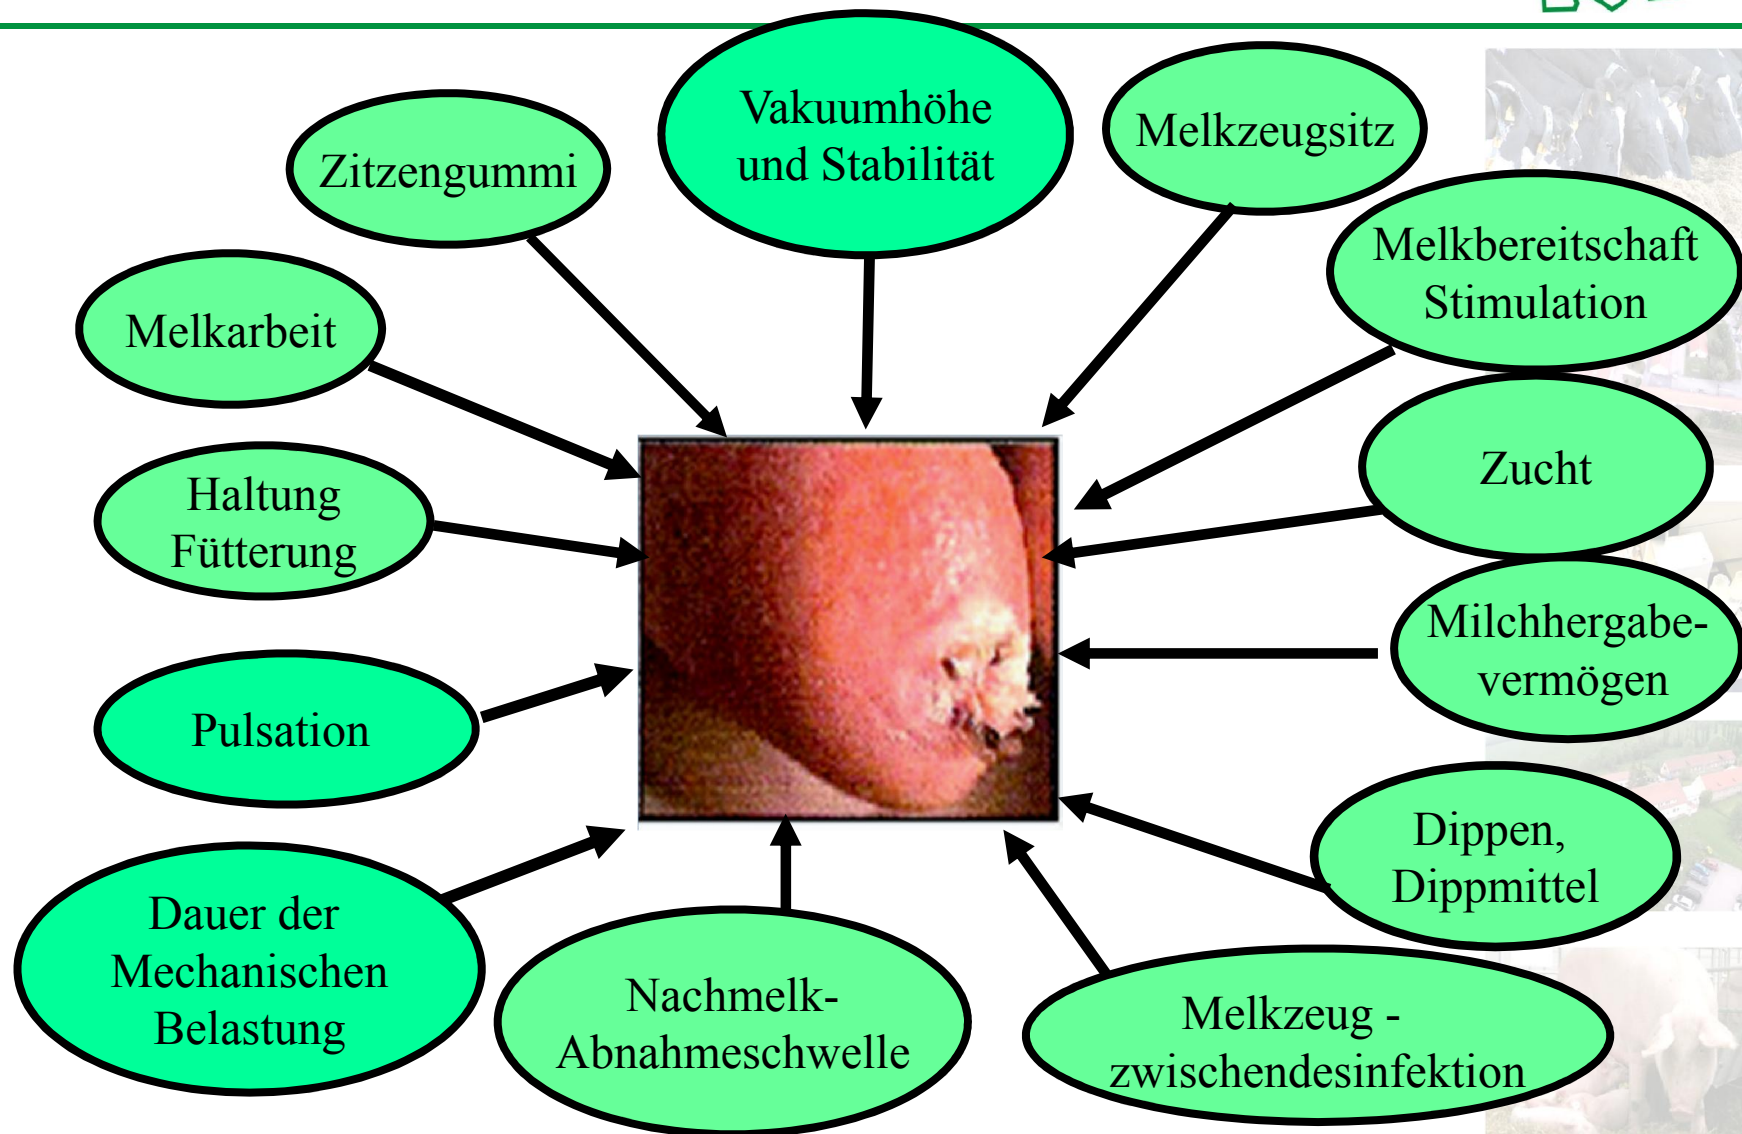 Vakuumhöhe
und Stabilität
Melkzeugsitz
Zitzengummi
Melkbereitschaft
Stimulation
Melkarbeit
Zucht
Haltung
Fütterung
Milchhergabe-
vermögen
Pulsation
Dippen,
Dippmittel
Dauer der
Mechanischen
Belastung
Nachmelk-
Abnahmeschwelle
Melkzeug -
zwischendesinfektion